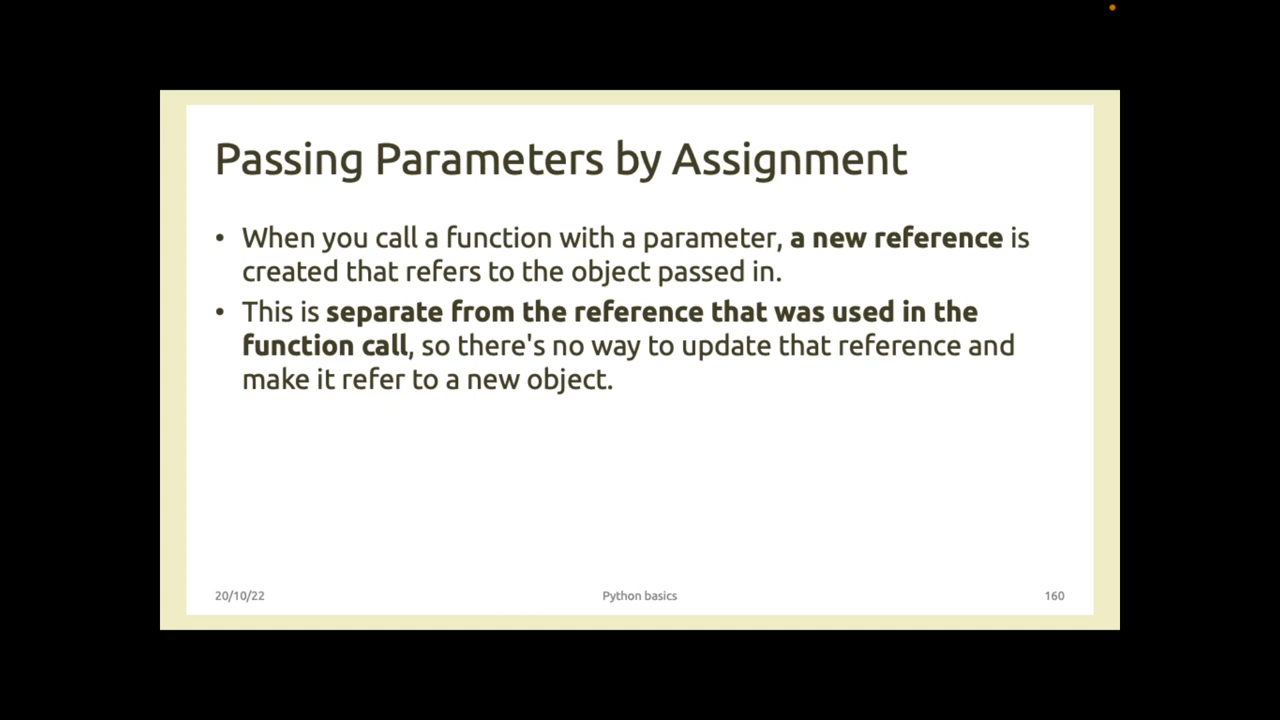 Passing Parameters by Assignment
• When you call a function with a parameter, a new reference is
created that refers to the object passed in.
• This is separate from the reference that was used in the
function call, so there's no way to update that reference and
make it refer to a new object.
20/10/22 Python basics 160